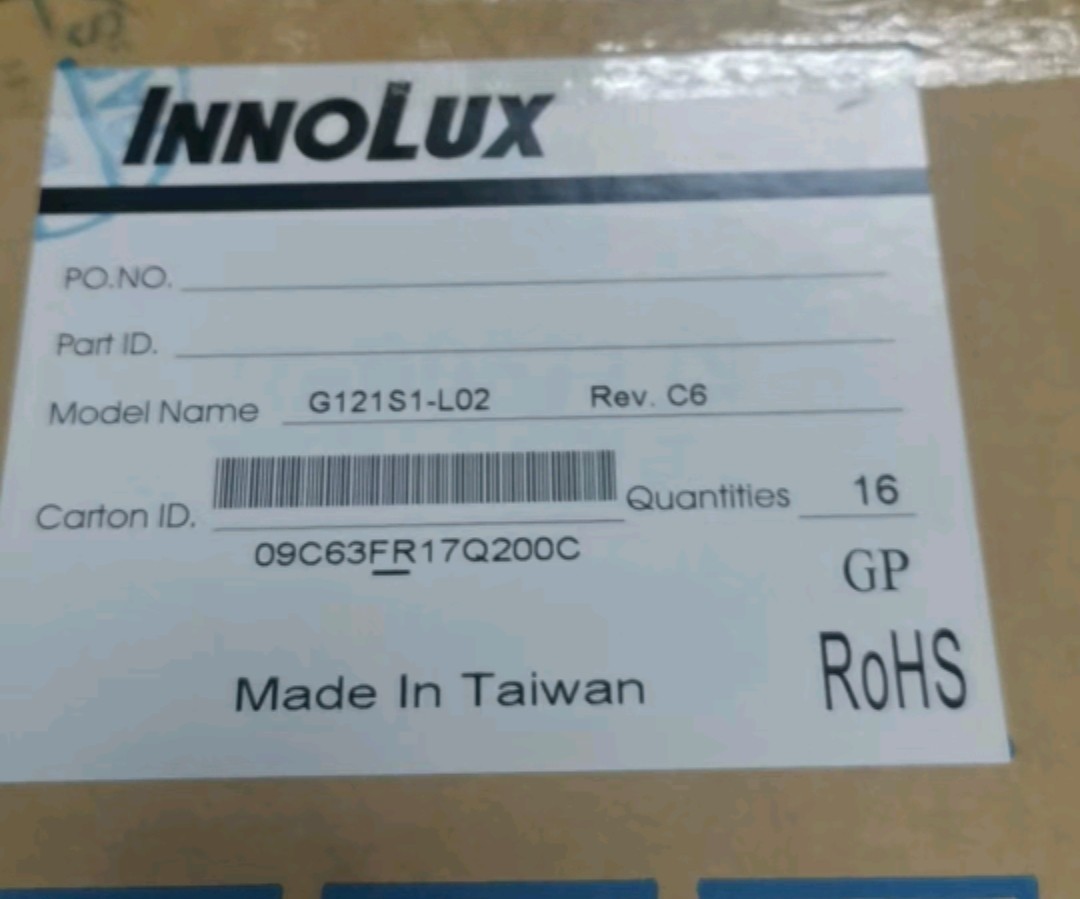 INNOLUX
PO.NO.
Part ID.
Model Name G121S1-L02 Rev. C6
Carton ID. Quantities 16
09C63FR17Q200C
GP
RoHS
Made In Taiwan